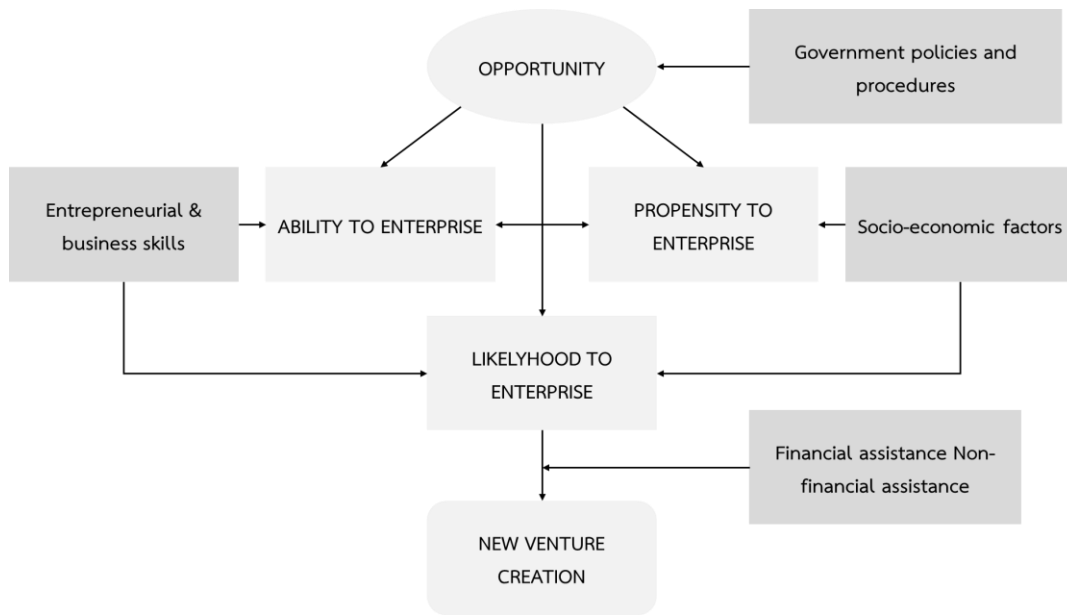 OPPORTUNITY
Government policies and
procedures
Entrepreneurial &
business skills
ABILITY TO ENTERPRISE
PROPENSITY TO
ENTERPRISE
Socio-economic factors
LIKELYHOOD TO
ENTERPRISE
Financial assistance Non-
financial assistance
NEW VENTURE
CREATION